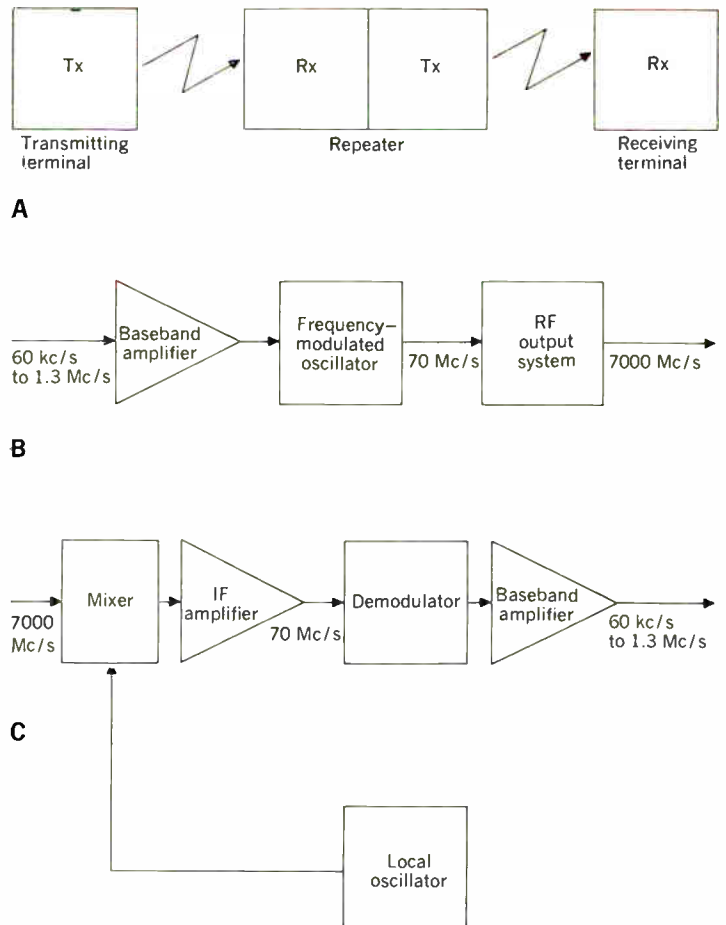 Tx
Rx
Tx
Rx
Transmitting
terminal
Repeater
Receiving
terminal
A
Baseband
amplifier
Frequency–
modulated
oscillator
RF
output
system
60 kc/s
to 1.3 Mc/s
70 Mc/s
7000 Mc/s
B
Mixer
IF
amplifier
Demodulator
Baseband
amplifier
7000
Mc/s
70 Mc/s
60 kc/s
to 1.3 Mc/s
C
Local
oscillator